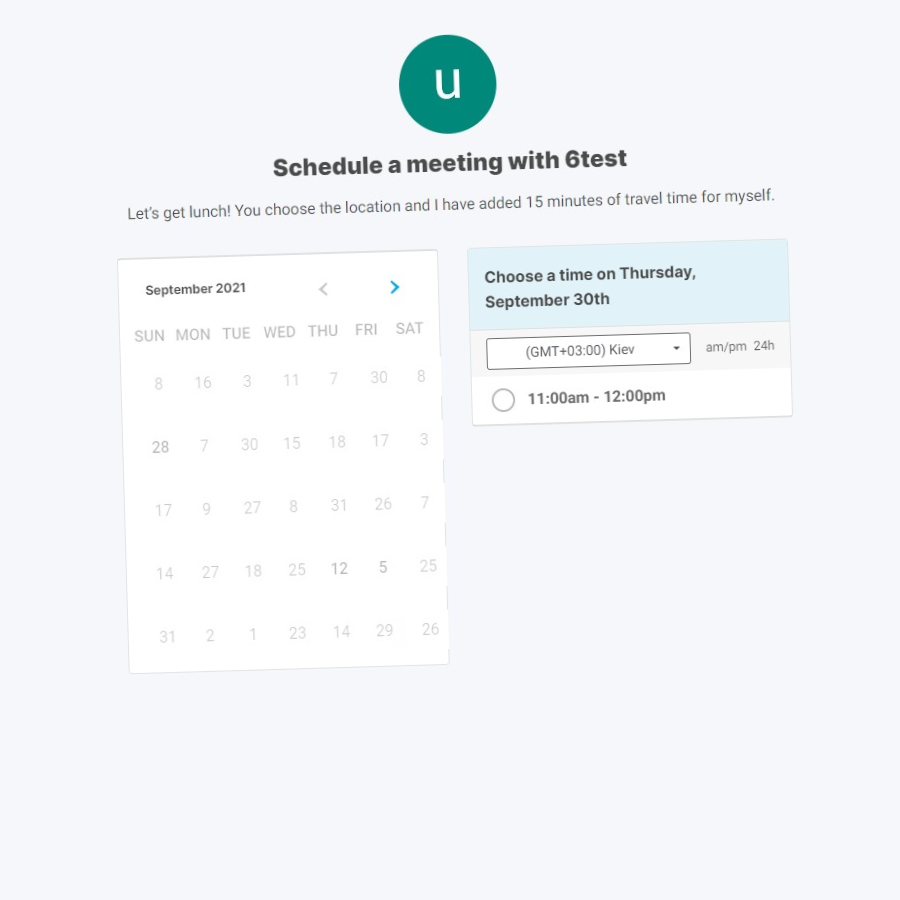 u
Schedule a meeting with 6test
Let's get lunch! You choose the location and I have added 15 minutes of travel time for myself.
September 2021
SUN MON TUE WED THU FRI SAT
8 16 3 11 7 30 8
28 7 30 15 18 17 3
17 9 27 8 31 26 7
14 27 18 25 12 5 25
31 2 1 23 14 29 26
Choose a time on Thursday,
September 30th
(GMT+03:00) Kiev am/pm 24h
11:00am - 12:00pm